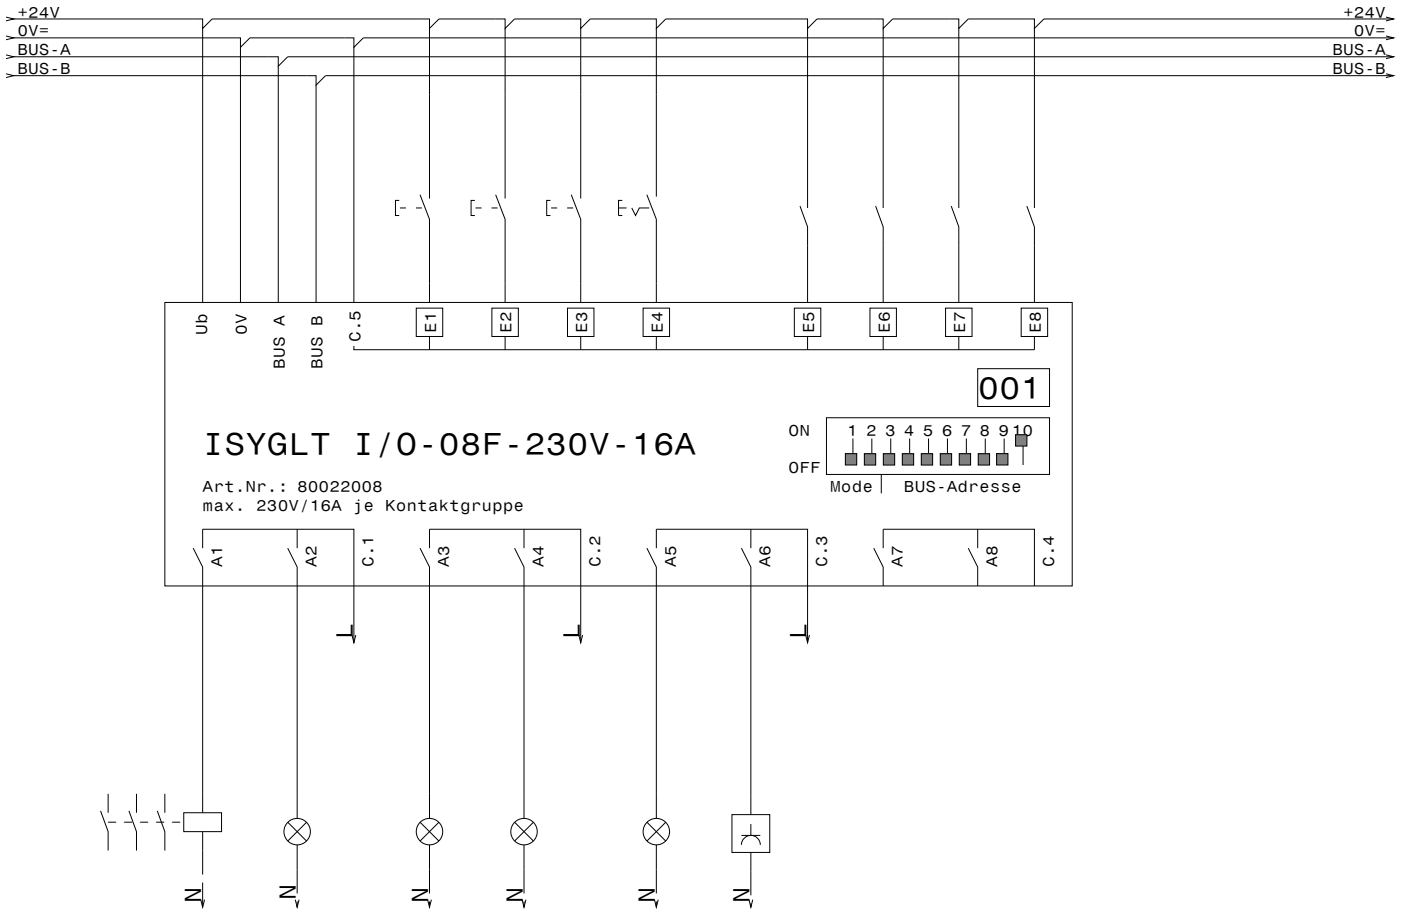 +24V +24V
0V= 0V=
BUS-A BUS-A
BUS-B BUS-B
Ub 0V BUS A BUS B C.5 E1 E2 E3 E4 E5 E6 E7 E8
001
ISYGLT I/O-08F-230V-16A
ON 1 2 3 4 5 6 7 8 9 10
OFF
Mode BUS-Adresse
Art.Nr.: 80022008
max. 230V/16A je Kontaktgruppe
A1 A2 C.1 A3 A4 C.2 A5 A6 C.3 A7 A8 C.4
L L L
N N N N N N